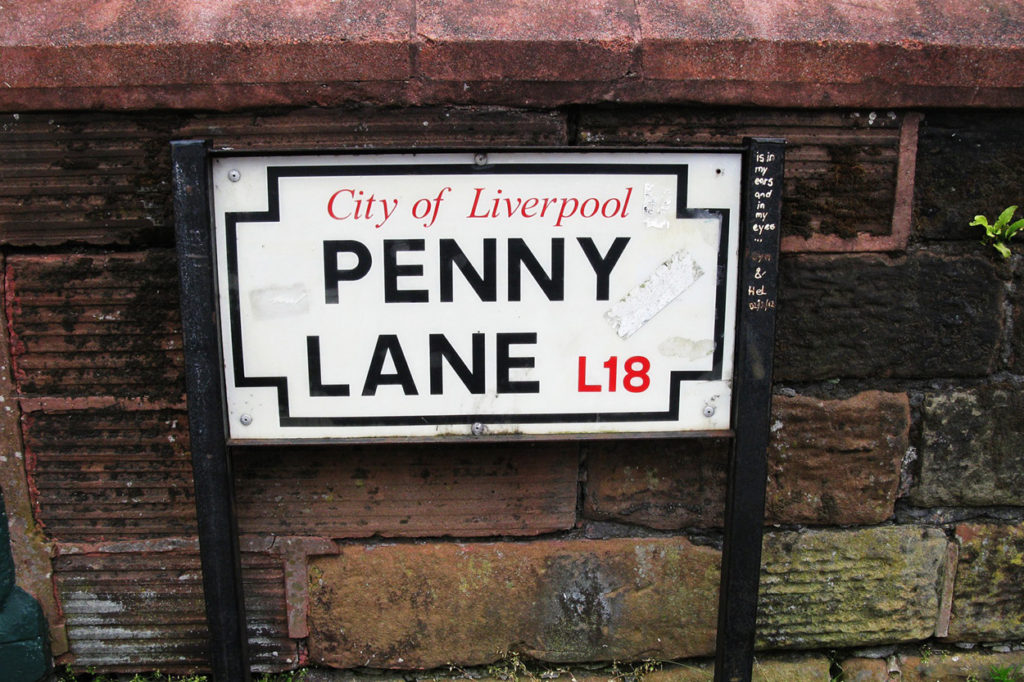 City of Liverpool
PENNY
LANE L18
is in
my
ears
and
in
my
eyes
...
&
Hel